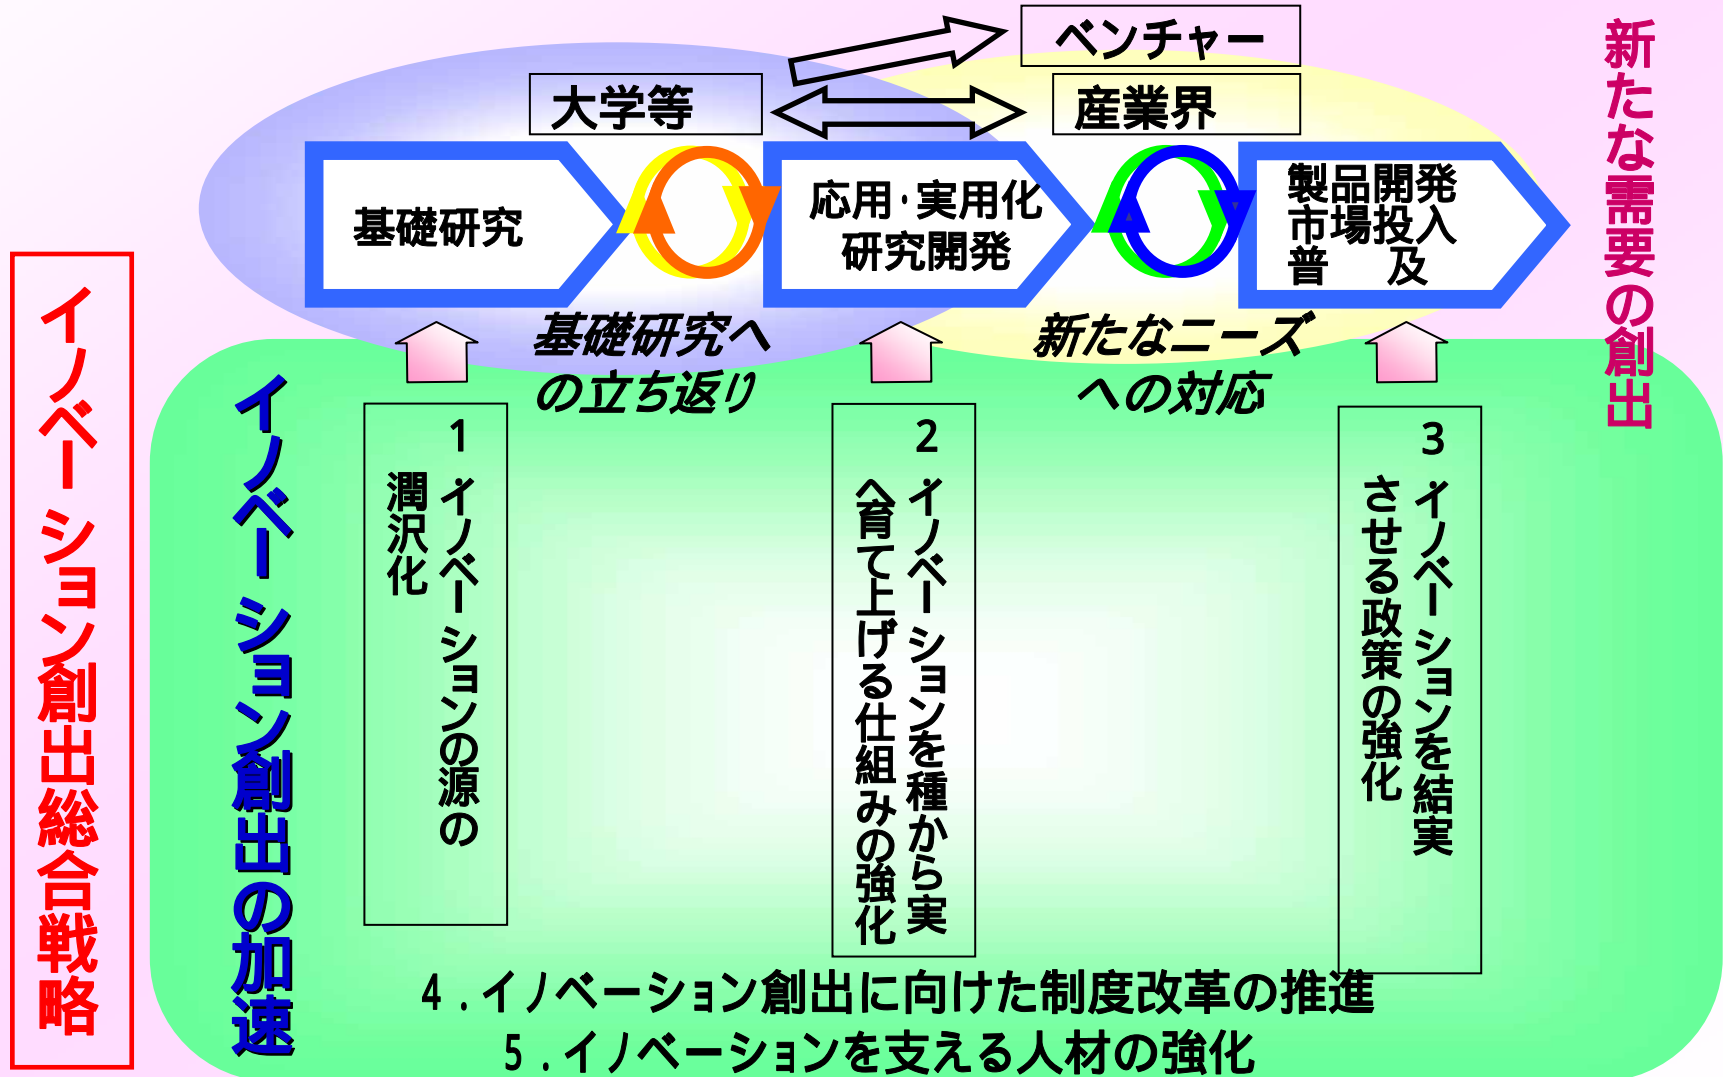 ベンチャー
大学等
産業界
基礎研究
応用・実用化
研究開発
製品開発
市場投入
普　及
基礎研究へ
の立ち返り
新たなニーズ
への対応
新たな需要の創出
イノベーション創出総合戦略
イノベーション創出の加速
1 イノベーションの源の
潤沢化
2 イノベーションを種から実
へ育て上げる仕組みの強化
3 イノベーションを結実
させる政策の強化
4．イノベーション創出に向けた制度改革の推進
5．イノベーションを支える人材の強化